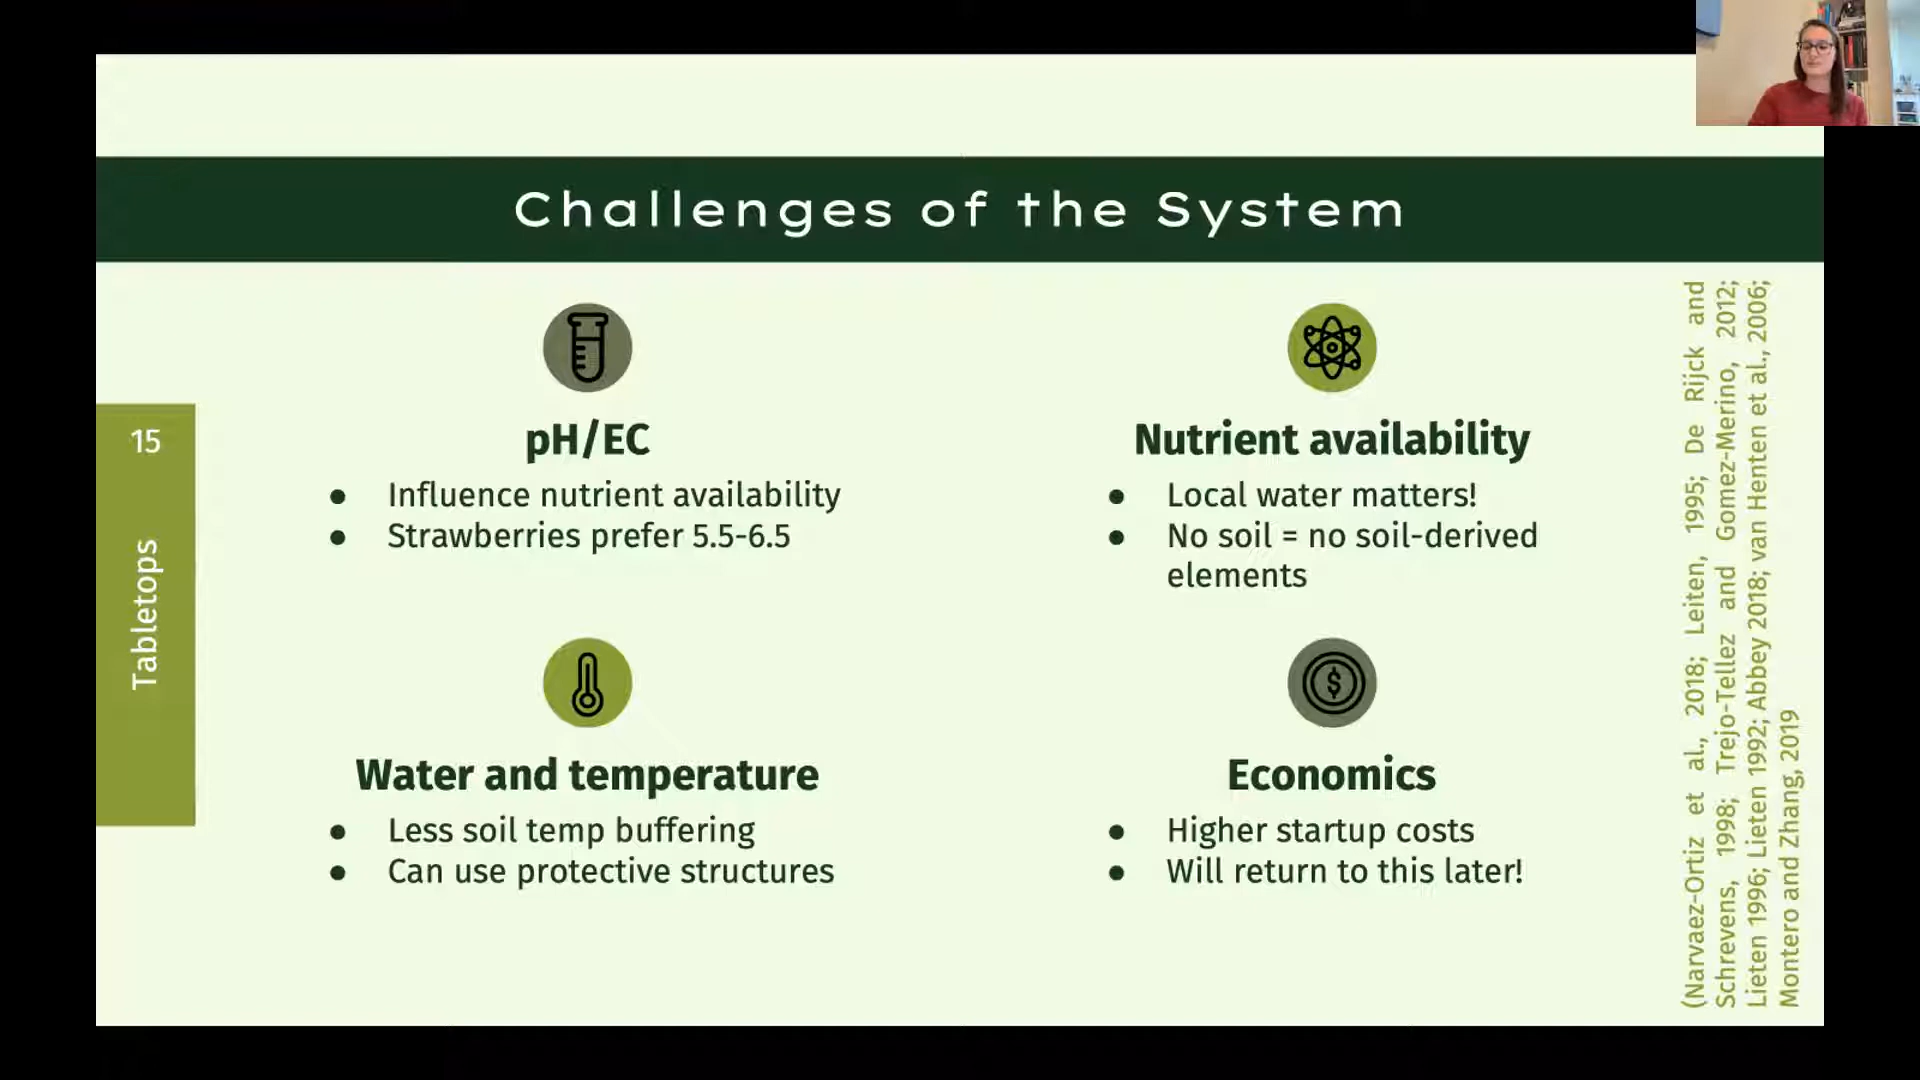 Challenges of the System
15
Tabletops
pH/EC
● Influence nutrient availability
● Strawberries prefer 5.5-6.5
Nutrient availability
● Local water matters!
● No soil = no soil-derived
elements
Water and temperature
● Less soil temp buffering
● Can use protective structures
Economics
$
● Higher startup costs
● Will return to this later!
(Narvaez-Ortiz et al., 2018; Leiten, 1995; De Rijck and
Schrevens, 1998; Trejo-Tellez and Gomez-Merino, 2012;
Lieten 1996; Lieten 1992; Abbey 2018; van Henten et al., 2006;
Montero and Zhang, 2019